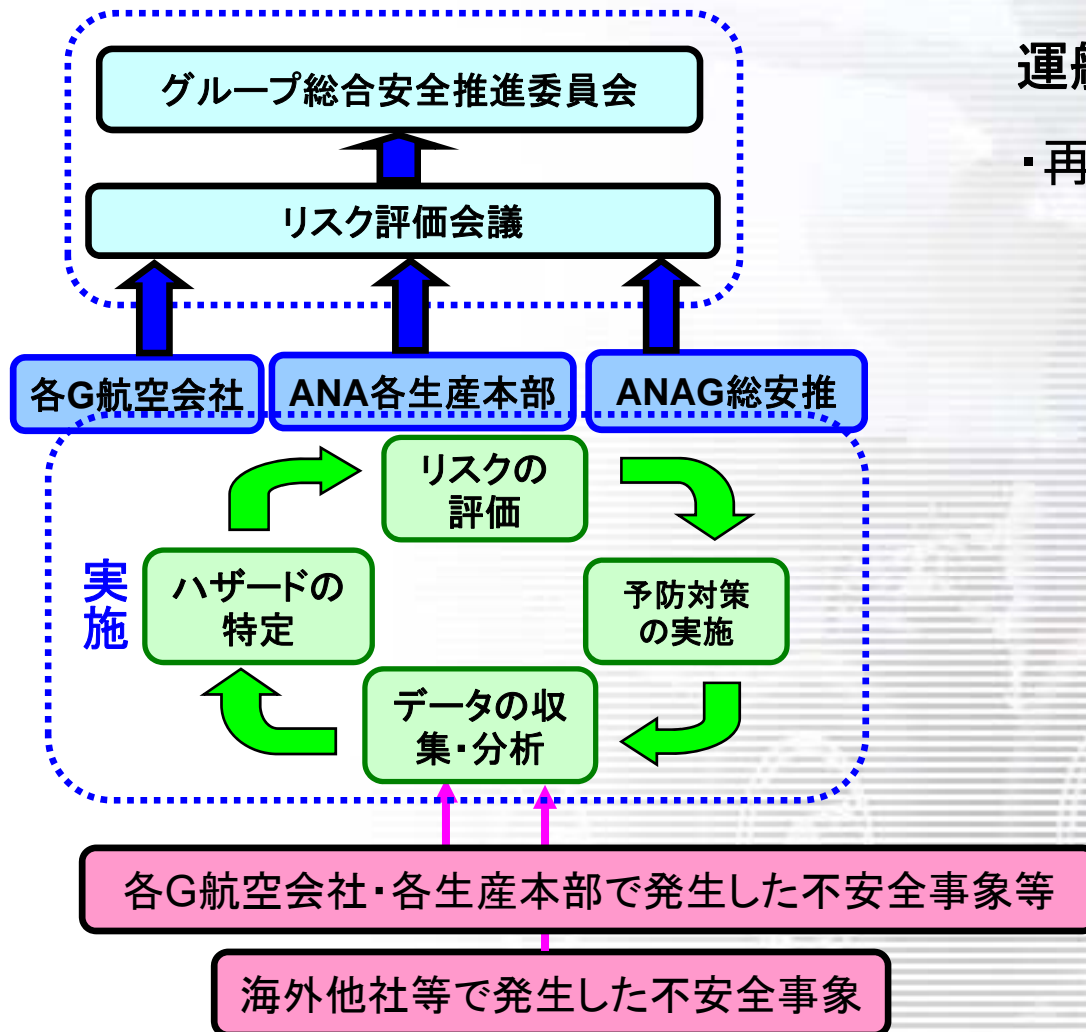 グループ総合安全推進委員会
運航
・再
リスク評価会議
各G航空会社
ANA各生産本部
ANAG総安推
リスクの
評価
実
施
ハザードの
特定
予防対策
の実施
データの収
集・分析
各G航空会社・各生産本部で発生した不安全事象等
海外他社等で発生した不安全事象